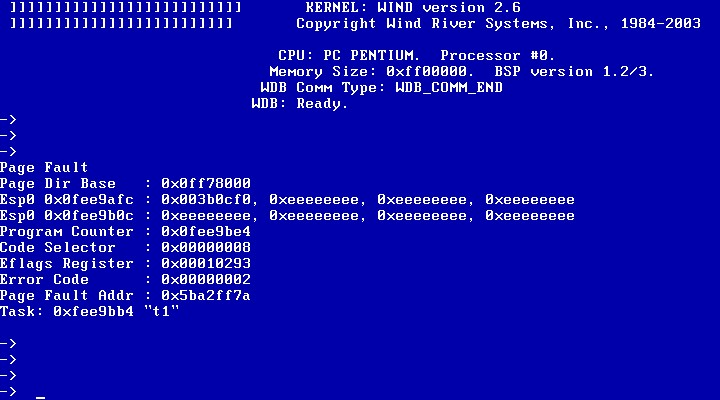 ]]]]]]]]]]]]]]]]]]]]]]]]]] KERNEL: WIND version 2.6
]]]]]]]]]]]]]]]]]]]]]]]]] Copyright Wind River Systems, Inc., 1984-2003
CPU: PC PENTIUM. Processor #0.
Memory Size: 0xff00000. BSP version 1.2/3.
WDB Comm Type: WDB_COMM_END
WDB: Ready.
->
->
->
Page Fault
Page Dir Base : 0x0ff78000
Esp0 0x0fee9afc : 0x003b0cf0, 0xeeeeeeee, 0xeeeeeeee, 0xeeeeeeee
Esp0 0x0fee9b0c : 0xeeeeeeee, 0xeeeeeeee, 0xeeeeeeee, 0xeeeeeeee
Program Counter : 0x0fee9be4
Code Selector : 0x00000008
Eflags Register : 0x00010293
Error Code : 0x00000002
Page Fault Addr : 0x5ba2ff7a
Task: 0xfee9bb4 "t1"
->
->
->
-> _